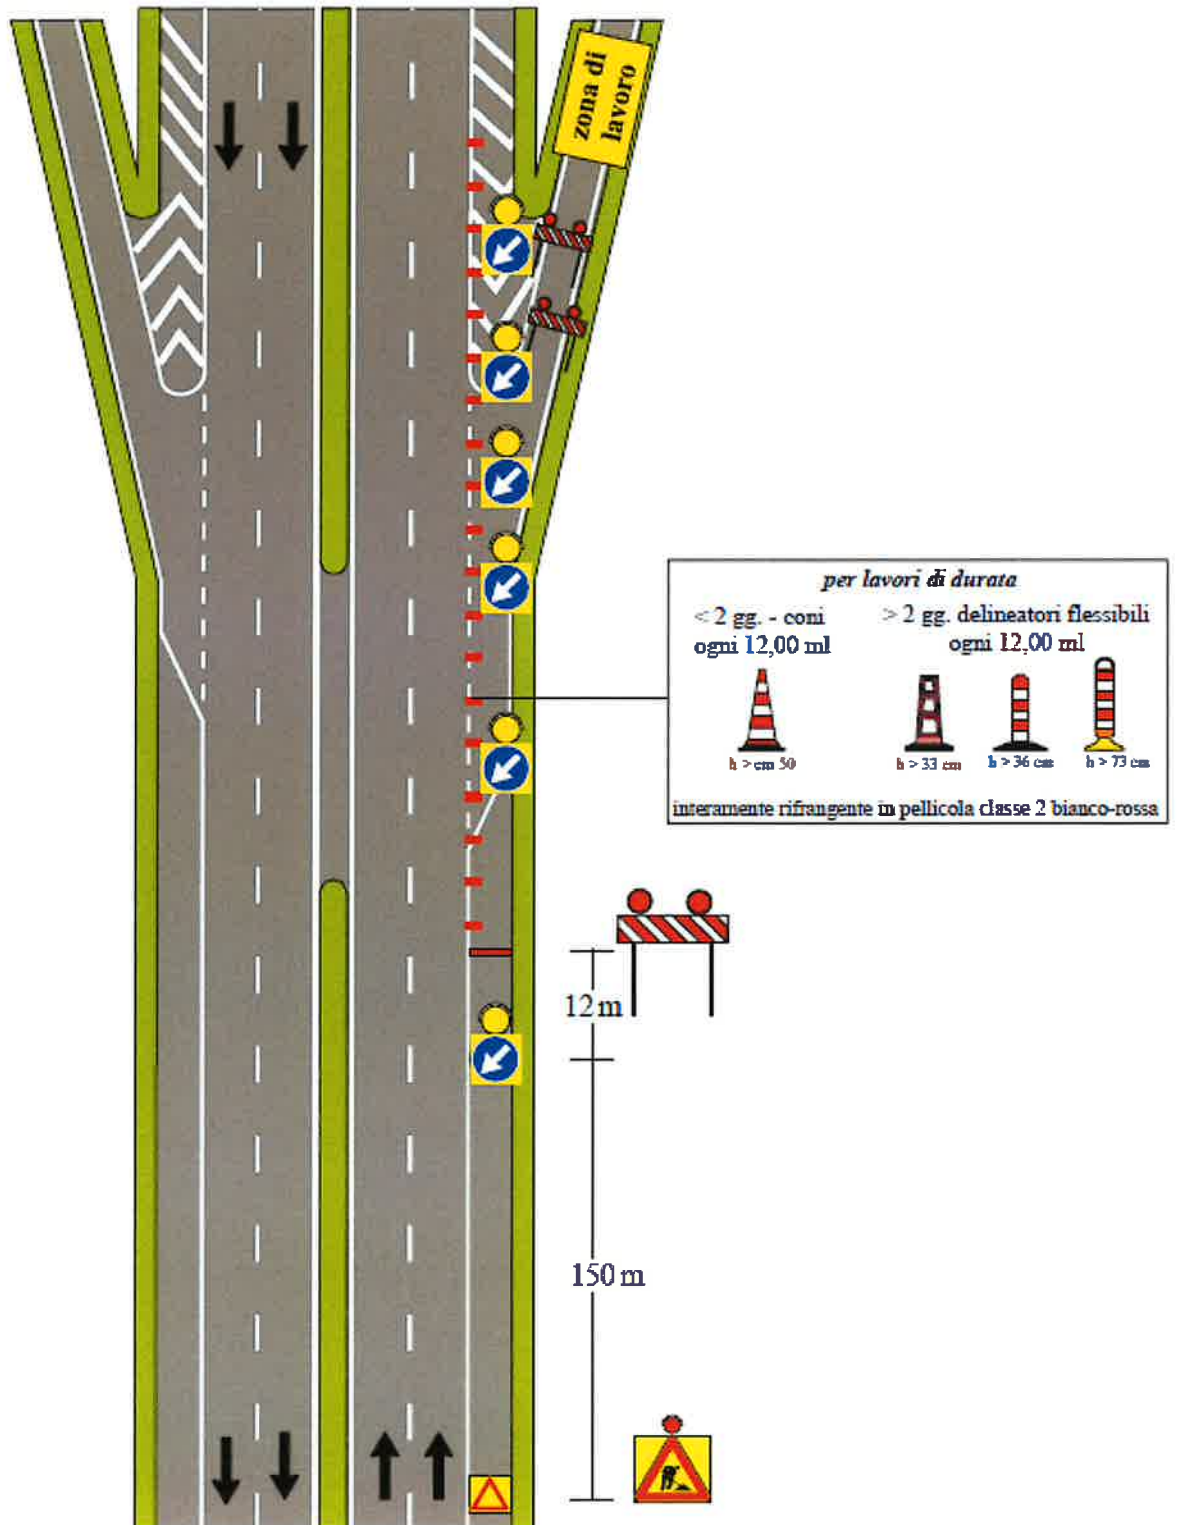 zona di
lavoro
per lavori di durata
< 2 gg. - coni
ogni 12,00 ml
> 2 gg. delineatori flessibili
ogni 12,00 ml
h > cm 50
h > 33 cm
h > 36 cm
h > 73 cm
interamente rifrangente in pellicola classe 2 bianco-rossa
12 m
150 m